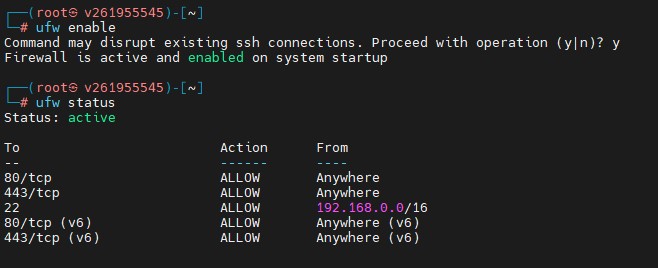 ┌──(root㉿ v261955545)-[~]
└─# ufw enable
Command may disrupt existing ssh connections. Proceed with operation (y|n)? y
Firewall is active and enabled on system startup
┌──(root㉿ v261955545)-[~]
└─# ufw status
Status: active
To                         Action      From
--                         ------      ----
80/tcp                     ALLOW       Anywhere
443/tcp                    ALLOW       Anywhere
22                         ALLOW       192.168.0.0/16
80/tcp (v6)                ALLOW       Anywhere (v6)
443/tcp (v6)               ALLOW       Anywhere (v6)